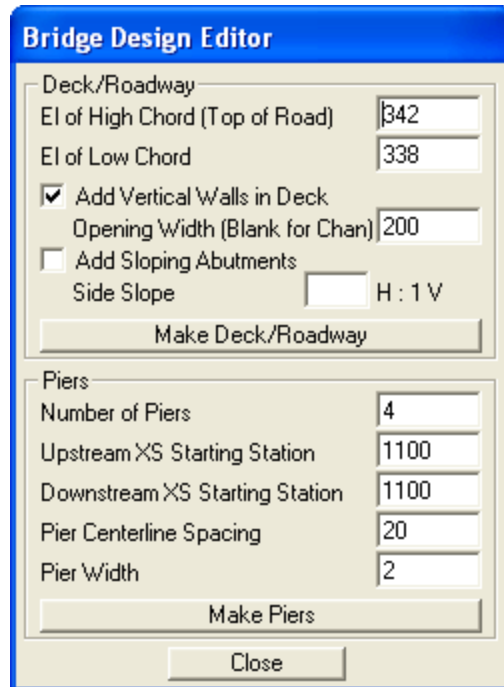 Bridge Design Editor
Deck/Roadway
El of High Chord (Top of Road) 342
El of Low Chord 338
Add Vertical Walls in Deck
Opening Width (Blank for Chan) 200
Add Sloping Abutments
Side Slope H : 1 V
Make Deck/Roadway
Piers
Number of Piers 4
Upstream XS Starting Station 1100
Downstream XS Starting Station 1100
Pier Centerline Spacing 20
Pier Width 2
Make Piers
Close